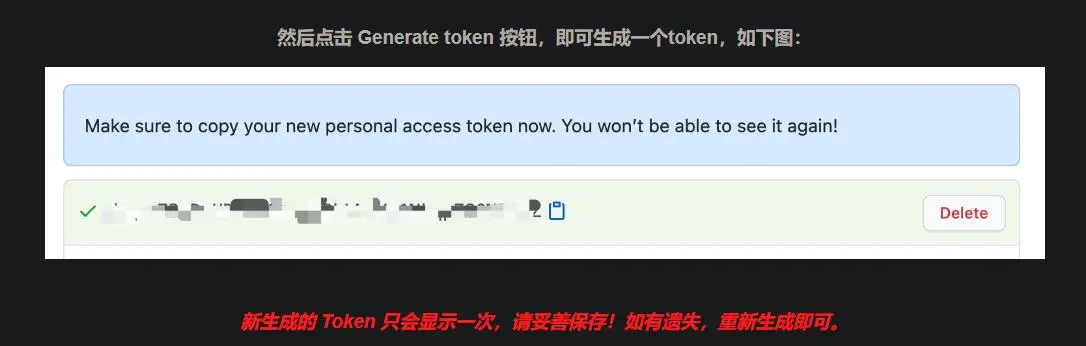 然后点击 Generate token 按钮，即可生成一个token，如下图：
Make sure to copy your new personal access token now. You won’t be able to see it again!
Delete
新生成的 Token 只会显示一次，请妥善保存！如有遗失，重新生成即可。